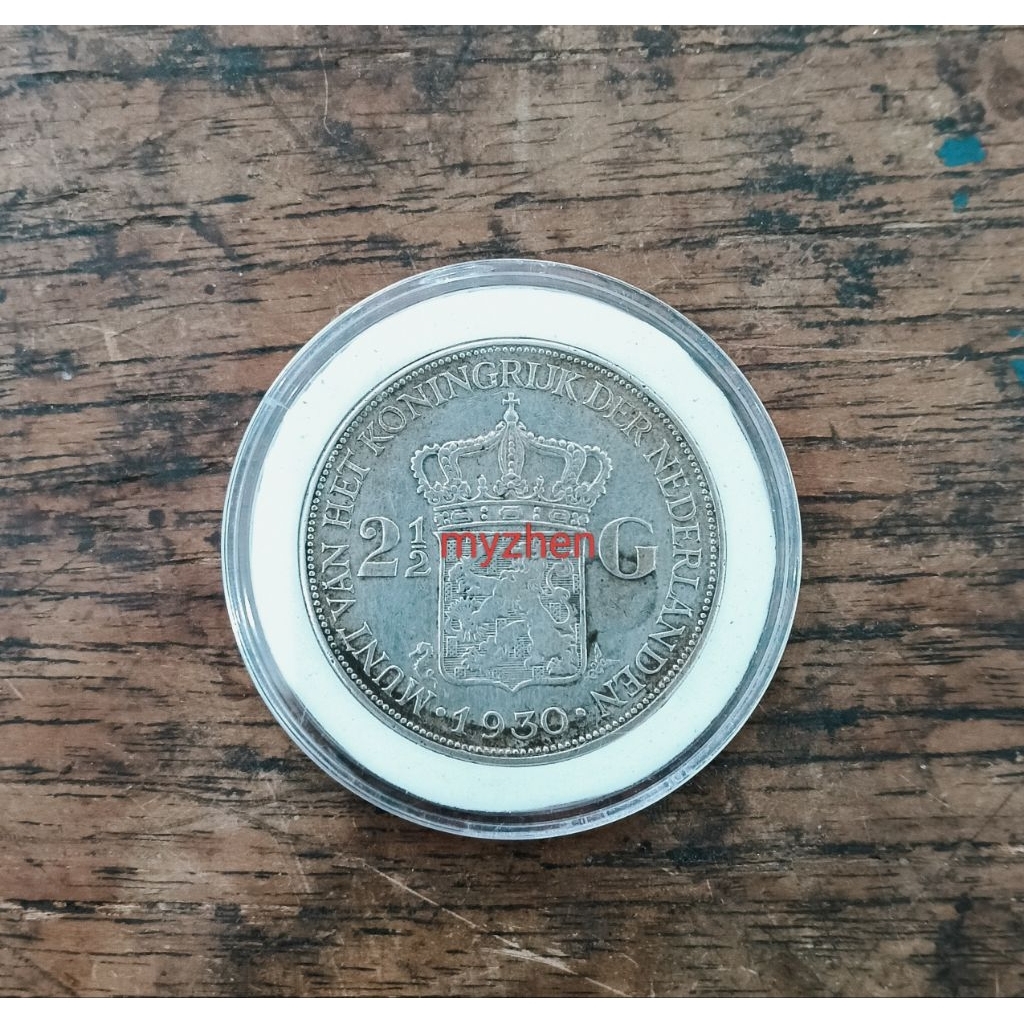 MUNT VAN HET KONINGRIJK DER NEDERLANDEN
2½ G
myzhen
· 1930 ·